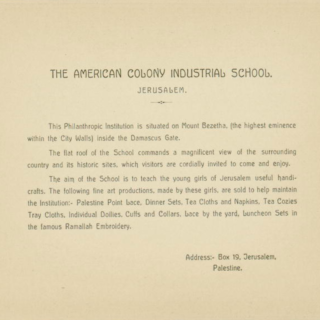 THE AMERICAN COLONY INDUSTRIAL SCHOOL.
JERUSALEM.
This Philanthropic Institution is situated on Mount Bezetha, (the highest eminence
within the City Walls) inside the Damascus Gate.
The flat roof of the School commands a magnificent view of the surrounding
country and its historic sites, which visitors are cordially invited to come and enjoy.
The aim of the School is to teach the young girls of Jerusalem useful handi-
crafts. The following fine art productions, made by these girls, are sold to help maintain
the Institution:- Palestine Point Lace, Dinner Sets, Tea Cloths and Napkins, Tea Cozies
Tray Cloths, Individual Doilies, Cuffs and Collars, Lace by the yard, Luncheon Sets in
the famous Ramallah Embroidery.
Address:- Box 19, Jerusalem,
Palestine.